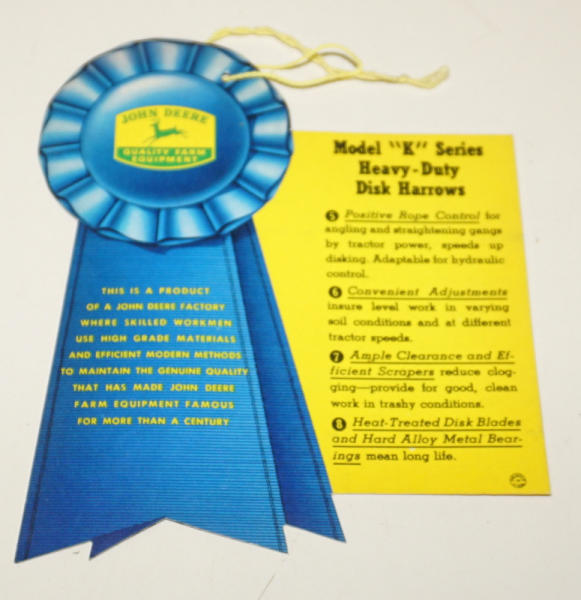 JOHN DEERE
QUALITY FARM
EQUIPMENT
THIS IS A PRODUCT
OF A JOHN DEERE FACTORY
WHERE SKILLED WORKMEN
USE HIGH GRADE MATERIALS
AND EFFICIENT MODERN METHODS
TO MAINTAIN THE GENUINE QUALITY
THAT HAS MADE JOHN DEERE
FARM EQUIPMENT FAMOUS
FOR MORE THAN A CENTURY
Model "K" Series
Heavy-Duty
Disk Harrows
5 Positive Rope Control for
angling and straightening gangs
by tractor power, speeds up
disking. Adaptable for hydraulic
control.
6 Convenient Adjustments
insure level work in varying
soil conditions and at different
tractor speeds.
7 Ample Clearance and Ef-
ficient Scrapers reduce clog-
ging—provide for good, clean
work in trashy conditions.
8 Heat-Treated Disk Blades
and Hard Alloy Metal Bear-
ings mean long life.